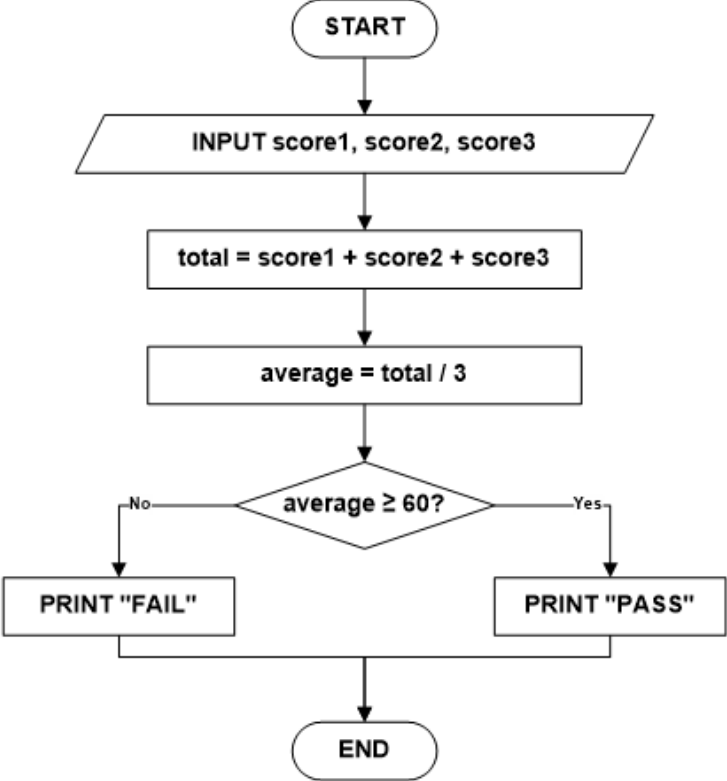 START
INPUT score1, score2, score3
total = score1 + score2 + score3
average = total / 3
average ≥ 60?
No
Yes
PRINT "FAIL"
PRINT "PASS"
END